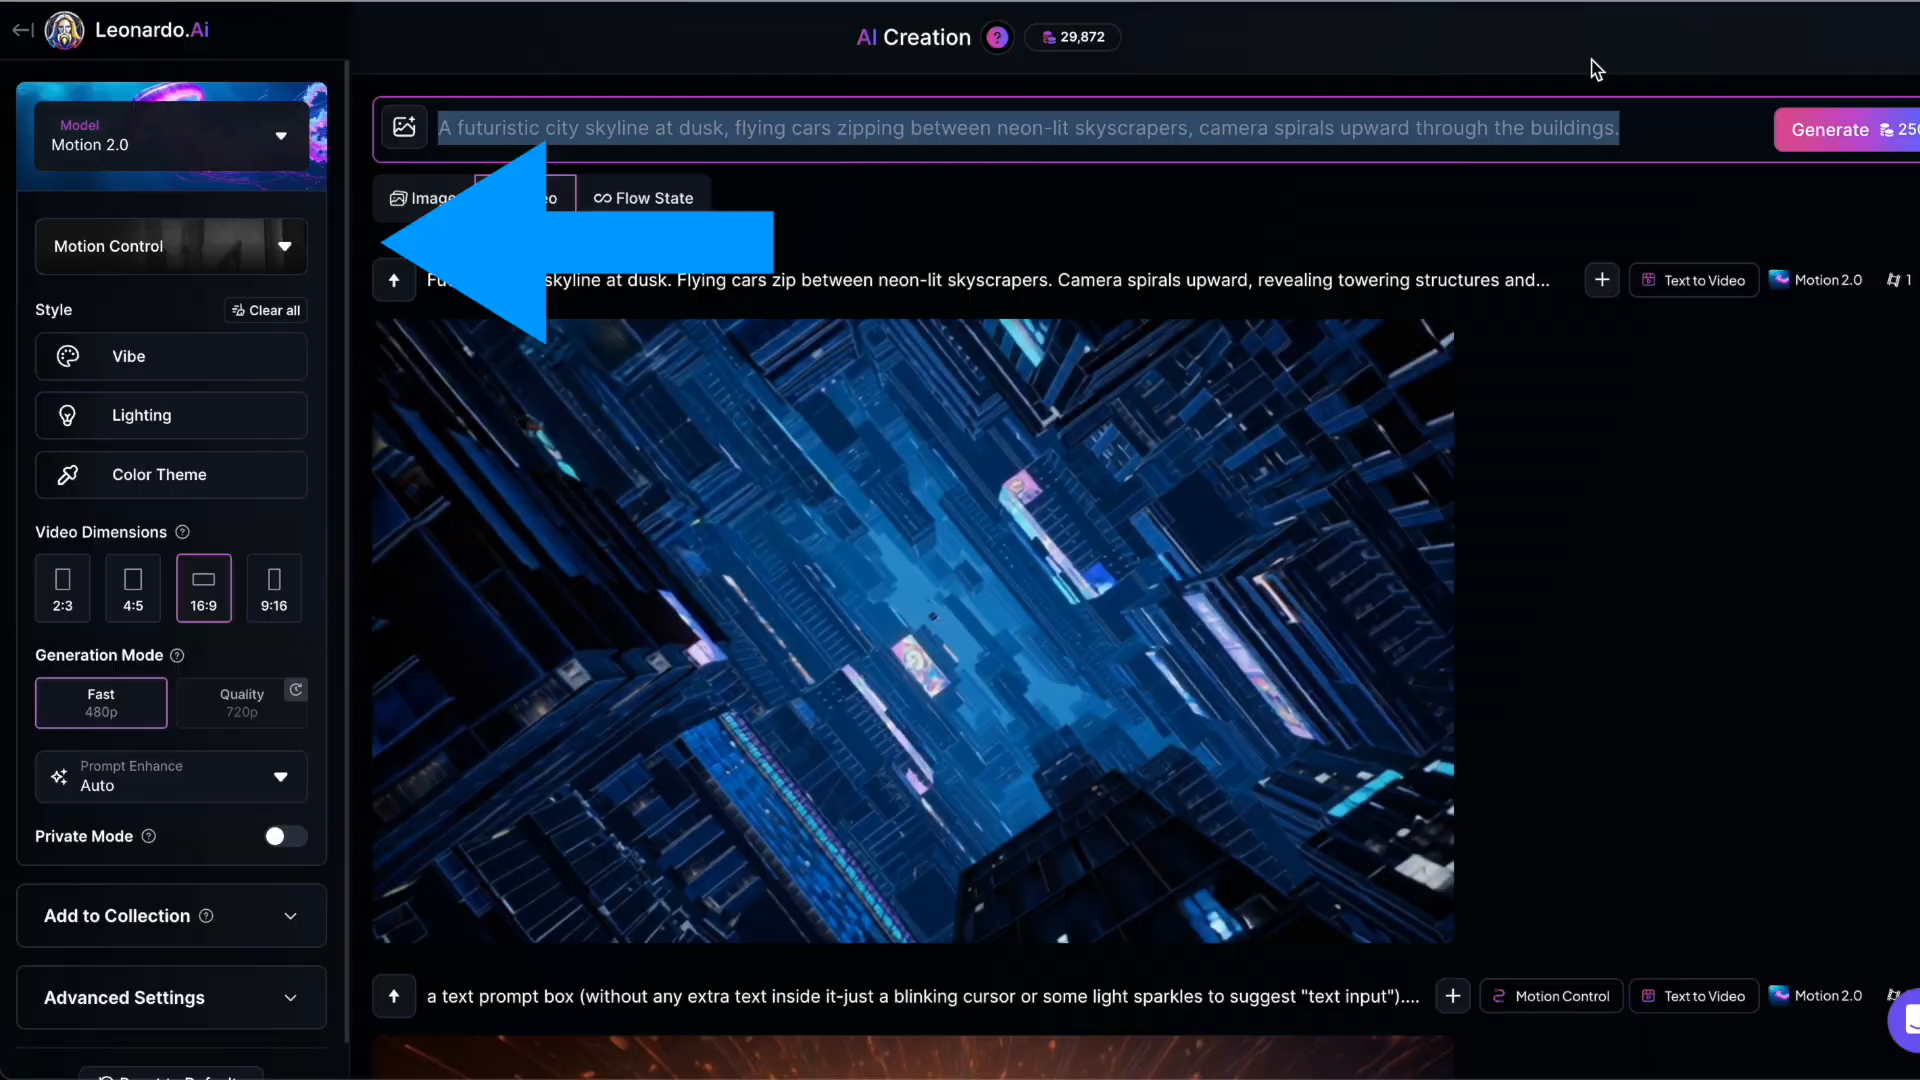 Leonardo.Ai
AI Creation ? 29,872
Model
Motion 2.0
A futuristic city skyline at dusk, flying cars zipping between neon-lit skyscrapers, camera spirals upward through the buildings.
Generate 250
Image
Flow State
Motion Control
skyline at dusk. Flying cars zip between neon-lit skyscrapers. Camera spirals upward, revealing towering structures and...
Text to Video
Motion 2.0
1
Style
Clear all
Vibe
Lighting
Color Theme
Video Dimensions ?
2:3
4:5
16:9
9:16
Generation Mode ?
Fast
480p
Quality
720p
Prompt Enhance
Auto
Private Mode ?
Add to Collection ?
Advanced Settings
a text prompt box (without any extra text inside it-just a blinking cursor or some light sparkles to suggest "text input")....
Motion Control
Text to Video
Motion 2.0